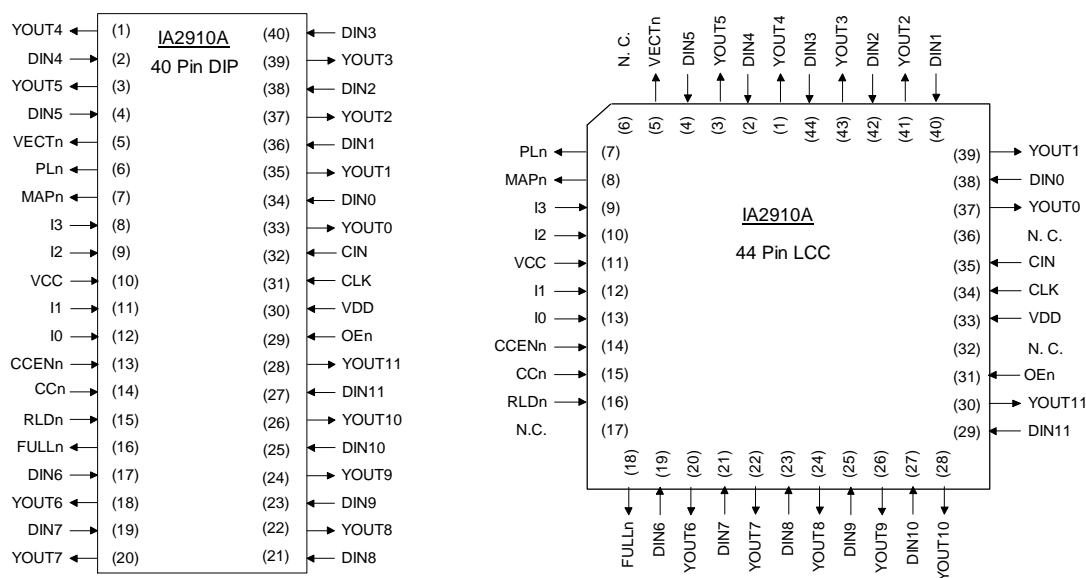 IA2910A
40 Pin DIP
YOUT4 (1) (40) DIN3
DIN4 (2) (39) YOUT3
YOUT5 (3) (38) DIN2
DIN5 (4) (37) YOUT2
VECTn (5) (36) DIN1
PLn (6) (35) YOUT1
MAPn (7) (34) DIN0
I3 (8) (33) YOUT0
I2 (9) (32) CIN
VCC (10) (31) CLK
I1 (11) (30) VDD
I0 (12) (29) OEn
CCENn (13) (28) YOUT11
CCn (14) (27) DIN11
RLDn (15) (26) YOUT10
FULLn (16) (25) DIN10
DIN6 (17) (24) YOUT9
YOUT6 (18) (23) DIN9
DIN7 (19) (22) YOUT8
YOUT7 (20) (21) DIN8
N. C. VECTn DIN5 YOUT5 DIN4 YOUT4 DIN3 YOUT3 DIN2 YOUT2 DIN1
(6) (5) (4) (3) (2) (1) (44) (43) (42) (41) (40)
PLn (7) (39) YOUT1
MAPn (8) (38) DIN0
I3 (9) (37) YOUT0
I2 (10) (36) N. C.
VCC (11) (35) CIN
I1 (12) (34) CLK
I0 (13) (33) VDD
CCENn (14) (32) N. C.
CCn (15) (31) OEn
RLDn (16) (30) YOUT11
N.C. (17) (29) DIN11
IA2910A
44 Pin LCC
(18) (19) (20) (21) (22) (23) (24) (25) (26) (27) (28)
FULLn DIN6 YOUT6 DIN7 YOUT7 DIN8 YOUT8 DIN9 YOUT9 DIN10 YOUT10